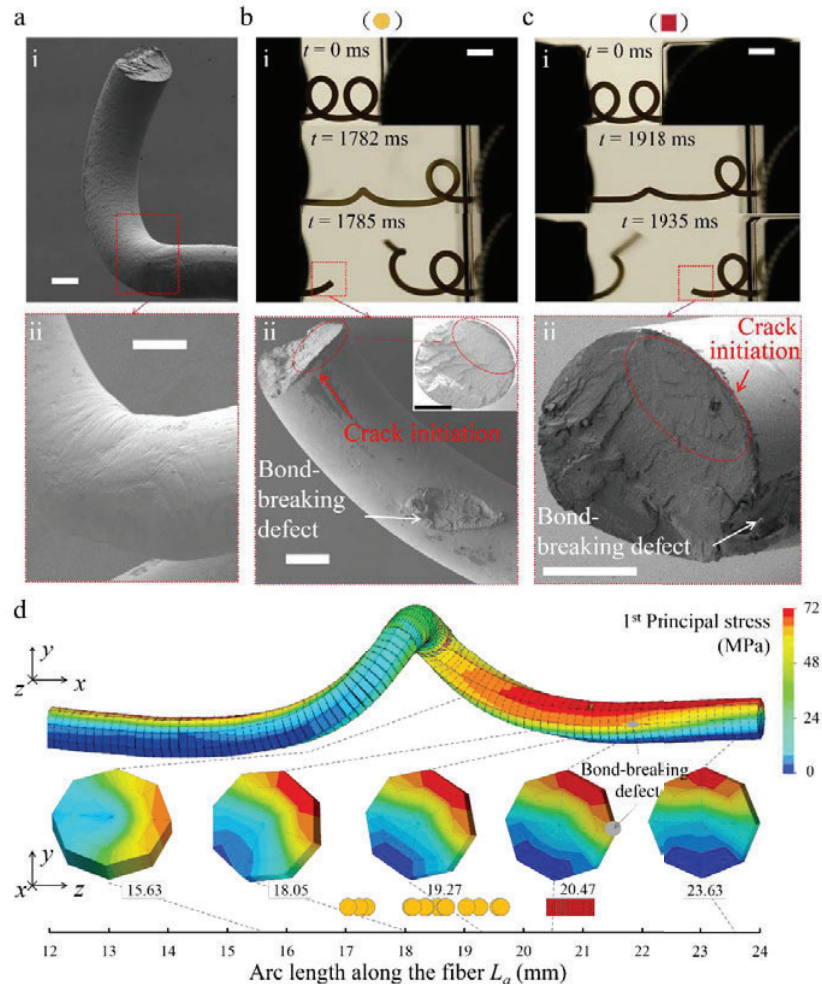 a
b
c
i
i
t = 0 ms
t = 1782 ms
t = 1785 ms
i
t = 0 ms
t = 1918 ms
t = 1935 ms
ii
ii
Crack initiation
Bond-
breaking
defect
ii
Crack
initiation
Bond-
breaking defect
d
y
z
x
1st Principal stress
(MPa)
72
48
24
0
Bond-breaking
defect
y
x
z
15.63
18.05
19.27
20.47
23.63
12 13 14 15 16 17 18 19 20 21 22 23 24
Arc length along the fiber La (mm)